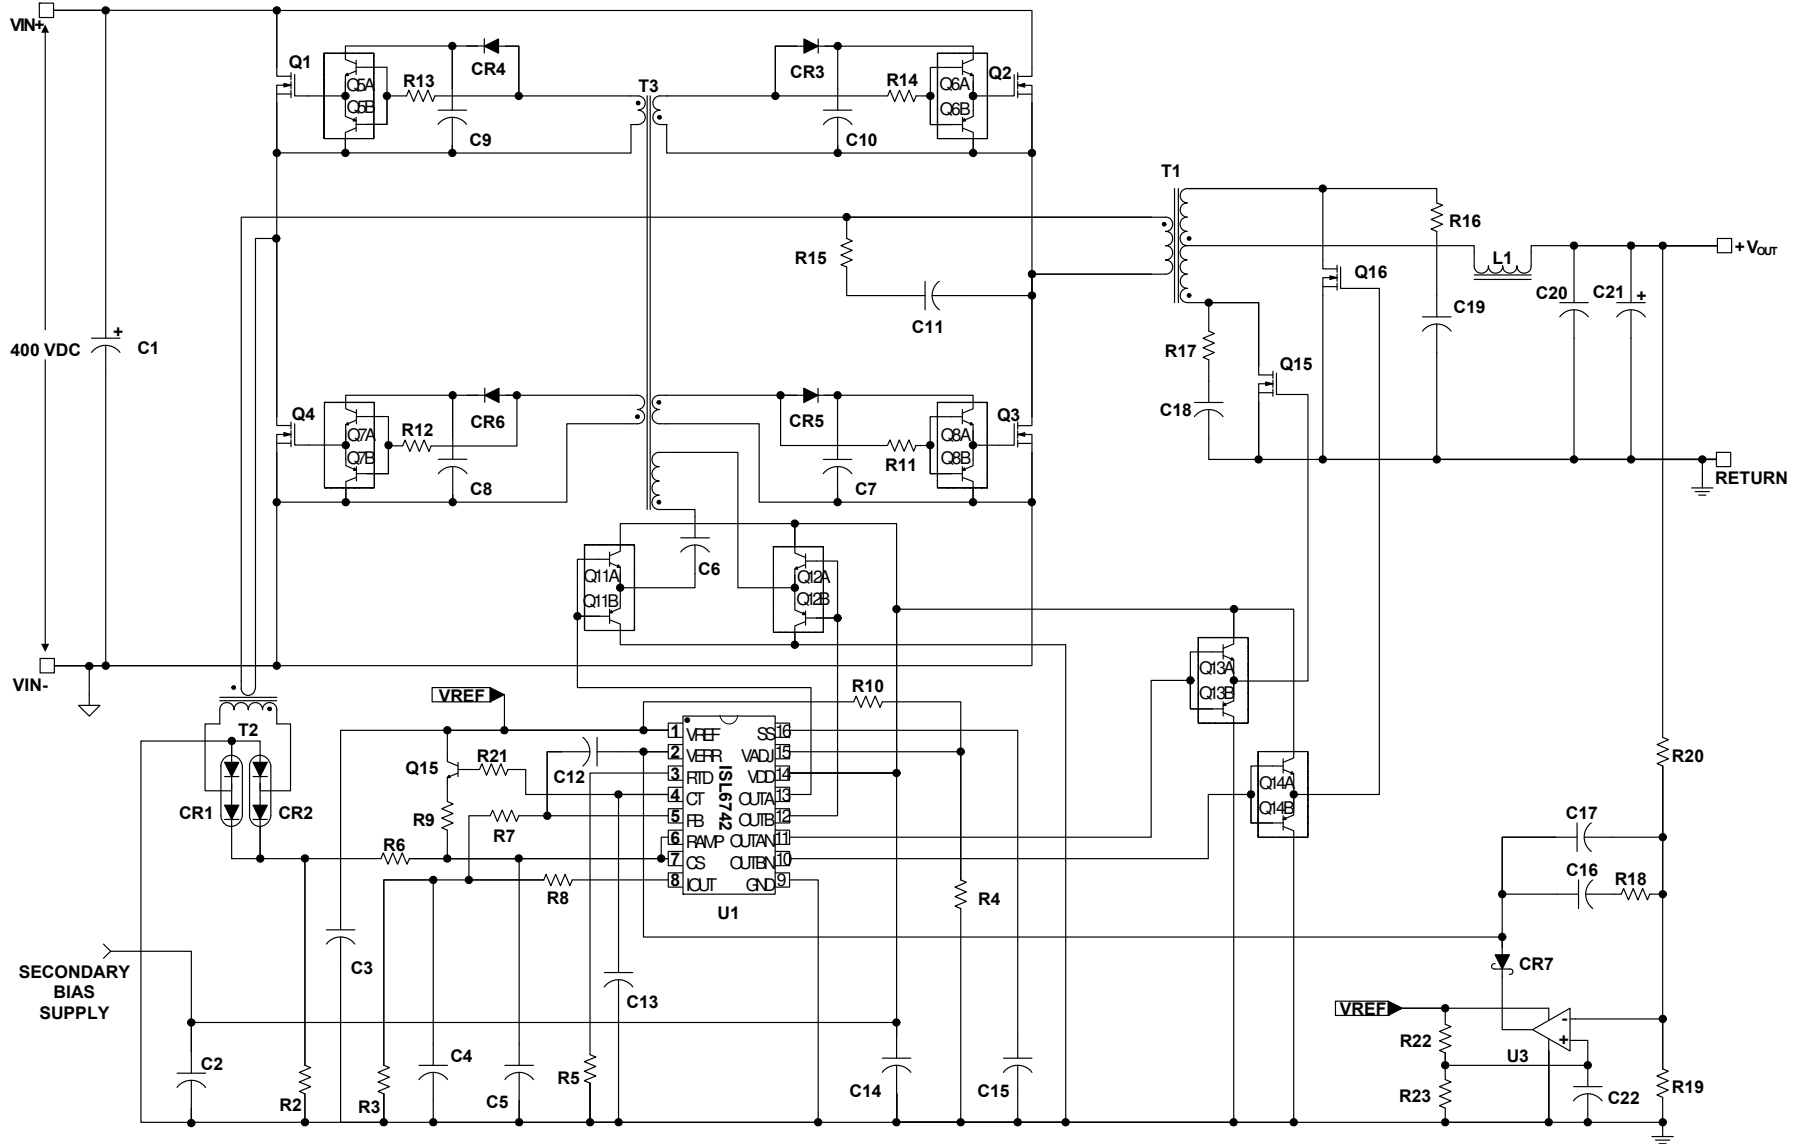 VIN+
Q1
Q5A
Q5B
R13
CR4
C9
T3
CR3
C10
R14
Q6A
Q6B
Q2
T1
R16
R15
C11
L1
+VOUT
Q16
C20
C21
+
C19
400 VDC
+
C1
R17
Q15
C18
Q4
Q7A
Q7B
R12
CR6
C8
CR5
C7
R11
Q8A
Q8B
Q3
RETURN
Q11A
Q11B
C6
Q12A
Q12B
VIN-
Q13A
Q13B
VREF
R10
T2
CR1
CR2
Q15
R21
C12
R9
R7
R6
R8
1 VREF
2 VERR
3 RTD
4 CT
5 FB
6 RAMP
7 CS
8 IOUT
ISL6742
SS 16
VADJ 15
VDD 14
OUTA 13
OUTB 12
OUTAN 11
OUTBN 10
GND 9
U1
Q14A
Q14B
R20
C17
C16
R18
R4
C3
C13
CR7
SECONDARY
BIAS
SUPPLY
VREF
R22
-
+
U3
C2
R2
R3
C4
C5
R5
C14
C15
R23
C22
R19